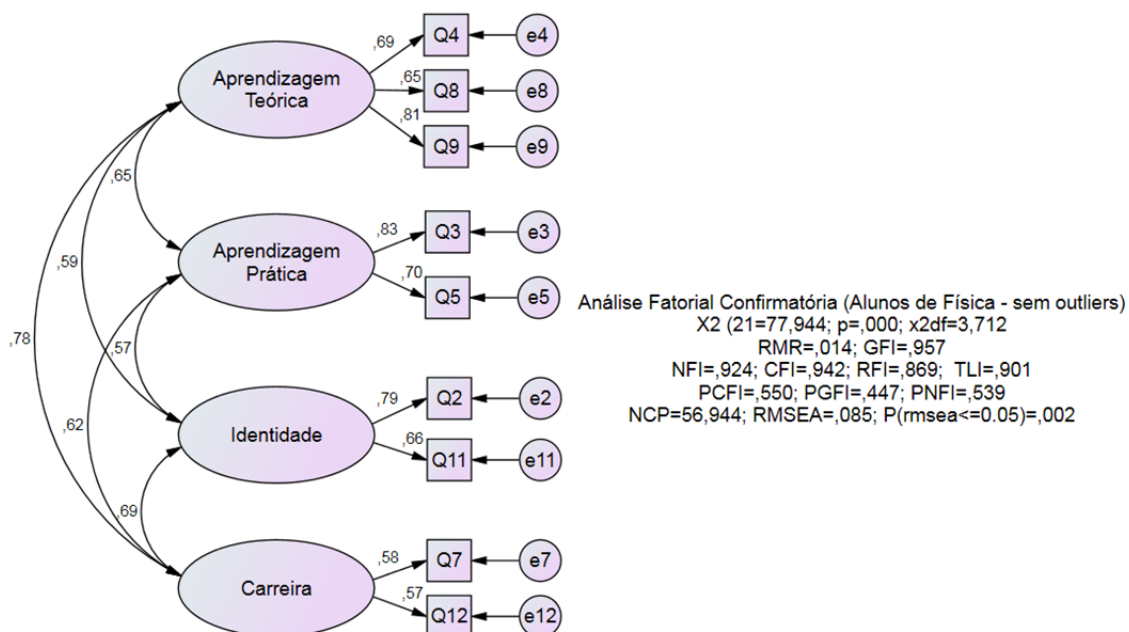 ,69
Q4
e4
Aprendizagem
Teórica
,65
Q8
e8
,81
Q9
e9
,65
,83
Q3
e3
Aprendizagem
Prática
,70
Q5
e5
,59
,78
,57
Análise Fatorial Confirmatória (Alunos de Física - sem outliers)
X2 (21=77,944; p=,000; x2df=3,712
RMR=,014; GFI=,957
NFI=,924; CFI=,942; RFI=,869; TLI=,901
PCFI=,550; PGFI=,447; PNFI=,539
NCP=56,944; RMSEA=,085; P(rmsea<=0.05)=,002
,79
Q2
e2
,62
Identidade
,66
Q11
e11
,69
,58
Q7
e7
Carreira
,57
Q12
e12